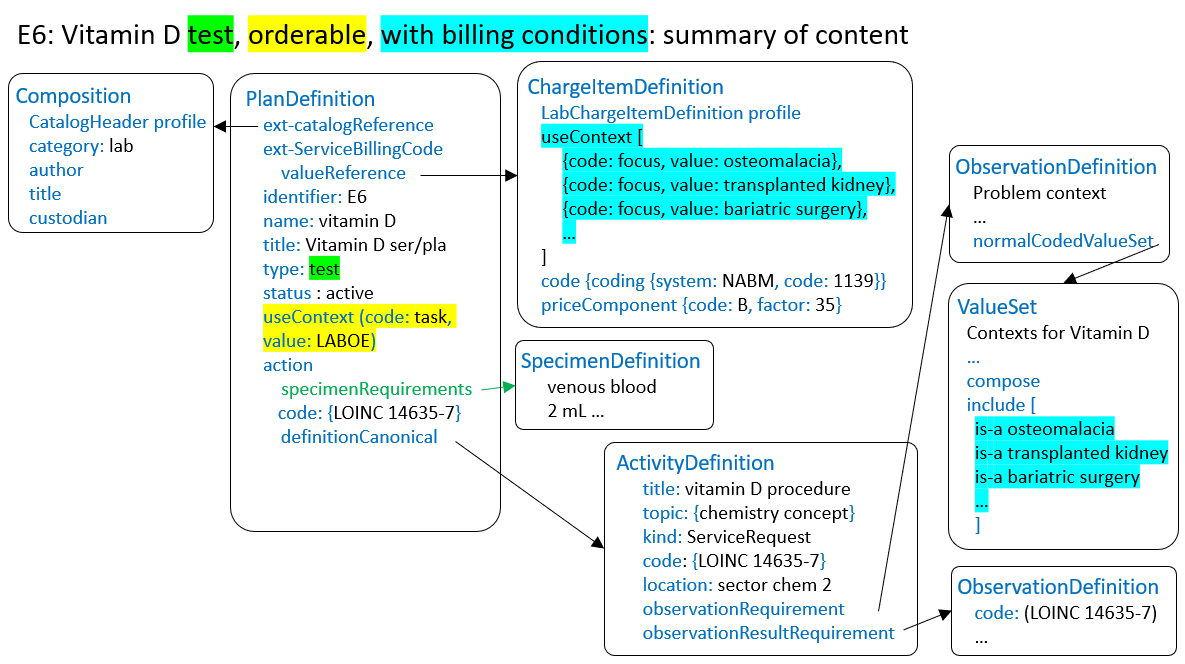 E6: Vitamin D test, orderable, with billing conditions: summary of content
Composition
CatalogHeader profile
category: lab
author
title
custodian
PlanDefinition
ext-catalogReference
ext-ServiceBillingCode
valueReference
identifier: E6
name: vitamin D
title: Vitamin D ser/pla
type: test
status : active
useContext (code: task,
value: LABOE)
action
specimenRequirements
code: {LOINC 14635-7}
definitionCanonical
ChargeItemDefinition
LabChargeItemDefinition profile
useContext [
{code: focus, value: osteomalacia},
{code: focus, value: transplanted kidney},
{code: focus, value: bariatric surgery},
...
]
code {coding {system: NABM, code: 1139}}
priceComponent {code: B, factor: 35}
SpecimenDefinition
venous blood
2 mL ...
ActivityDefinition
title: vitamin D procedure
topic: {chemistry concept}
kind: ServiceRequest
code: {LOINC 14635-7}
location: sector chem 2
observationRequirement
observationResultRequirement
ObservationDefinition
Problem context
...
normalCodedValueSet
ValueSet
Contexts for Vitamin D
...
compose
include [
is-a osteomalacia
is-a transplanted kidney
is-a bariatric surgery
...
]
ObservationDefinition
code: (LOINC 14635-7)
...